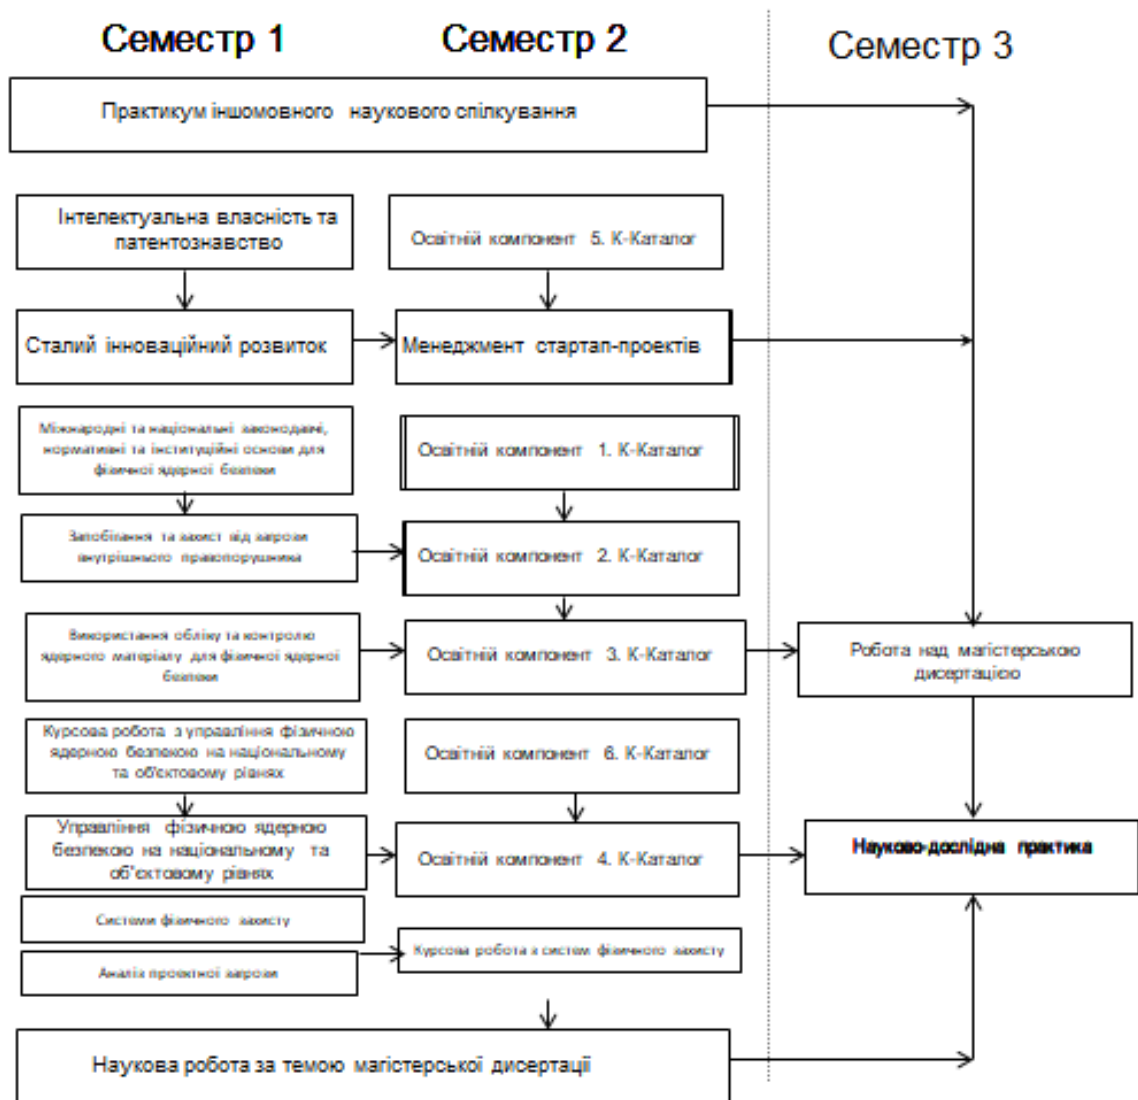 Семестр 1
Семестр 2
Семестр 3
Практикум іншомовного наукового спілкування
Інтелектуальна власність та
патентознавство
Освітній компонент 5. К-Каталог
Сталий інноваційний розвиток
Менеджмент стартап-проектів
Міжнародні та національні законодавчі,
нормативні та інституційні основи для
фізичної ядерної безпеки
Освітній компонент 1. К-Каталог
Запобігання та захист від загрози
внутрішнього правопорушника
Освітній компонент 2. К-Каталог
Використання обліку та контролю
ядерного матеріалу для фізичної ядерної
безпеки
Освітній компонент 3. К-Каталог
Робота над магістерською
дисертацією
Курсова робота з управління фізичною
ядерною безпекою на національному
та об'єктовому рівнях
Освітній компонент 6. К-Каталог
Управління фізичною ядерною
безпекою на національному та
об'єктовому рівнях
Освітній компонент 4. К-Каталог
Науково-дослідна практика
Системи фізичного захисту
Аналіз проектної загрози
Курсова робота з систем фізичного захисту
Наукова робота за темою магістерської дисертації